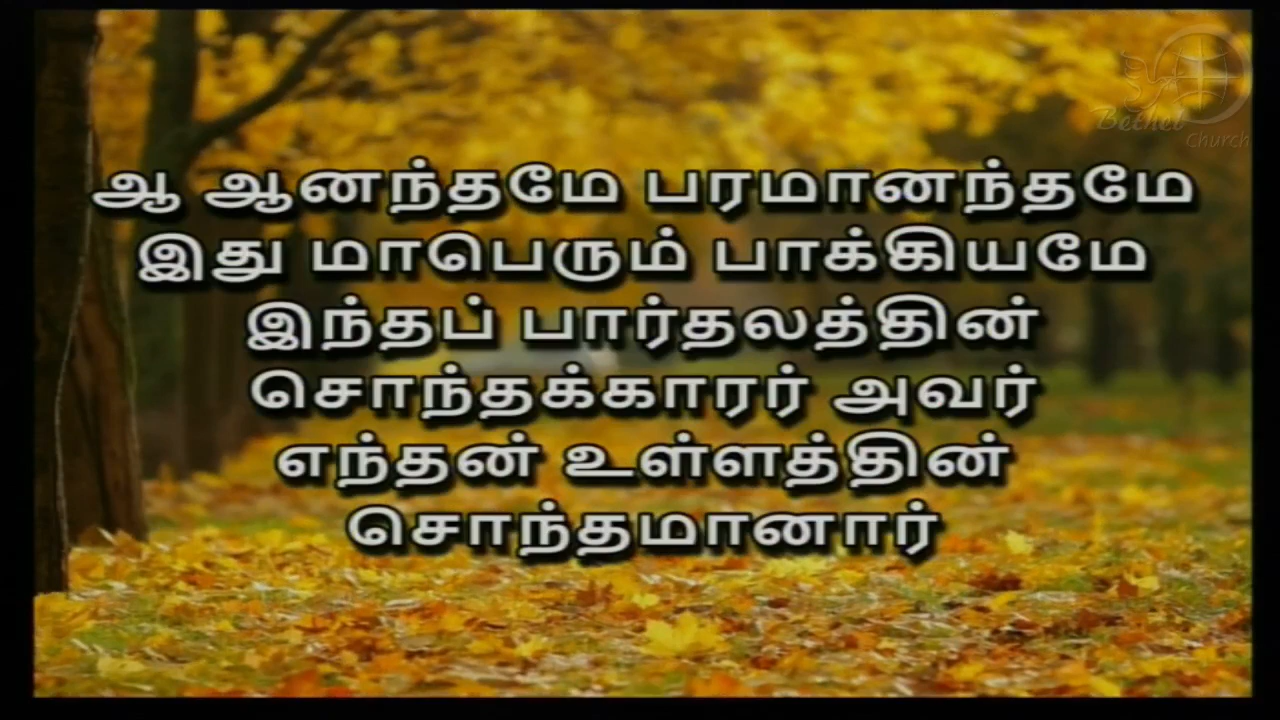 Bethel
Church
ஆ ஆனந்தமே பரமானந்தமே
இது மாபெரும் பாக்கியமே
இந்தப் பார்தலத்தின்
சொந்தக்காரர் அவர்
எந்தன் உள்ளத்தின்
சொந்தமானார்